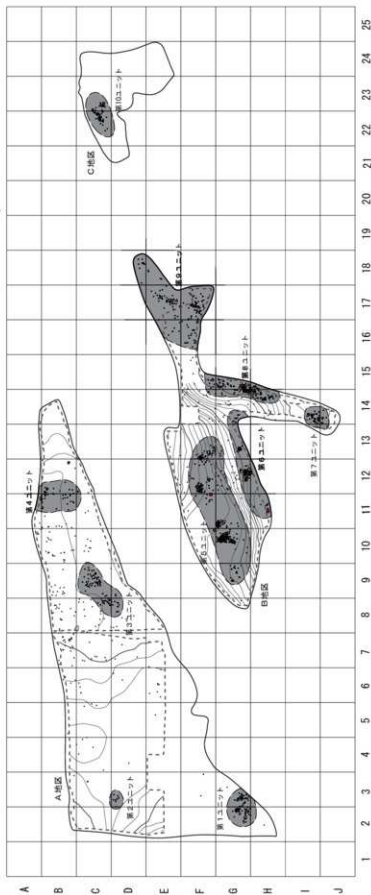 A地区
第1ユニット
第2ユニット
第3ユニット
第4ユニット
B地区
第5ユニット
第6ユニット
第7ユニット
第8ユニット
第9ユニット
C地区
第10ユニット
A
B
C
D
E
F
G
H
I
J
1
2
3
4
5
6
7
8
9
10
11
12
13
14
15
16
17
18
19
20
21
22
23
24
25